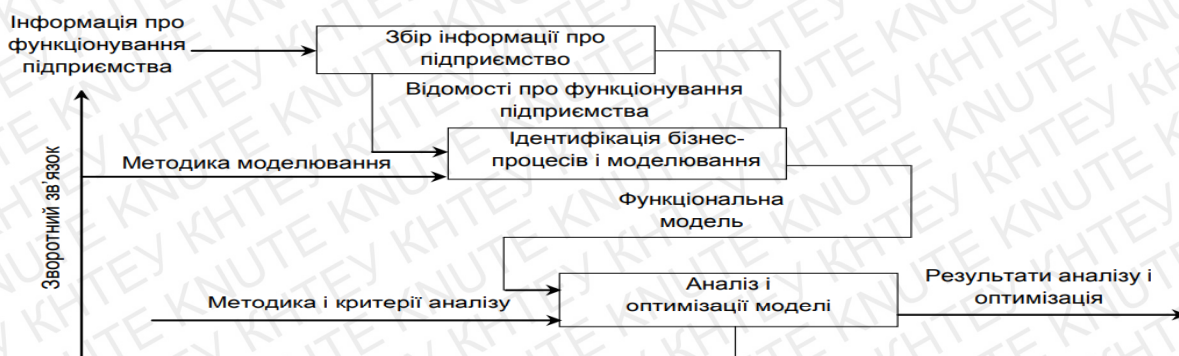 Інформація про
функціонування
підприємства
Збір інформації про
підприємство
Відомості про функціонування
підприємства
Ідентифікація бізнес-
процесів і моделювання
Методика моделювання
Зворотний зв'язок
Функціональна
модель
Аналіз і
оптимізації моделі
Методика і критерії аналізу
Результати аналізу і
оптимізація